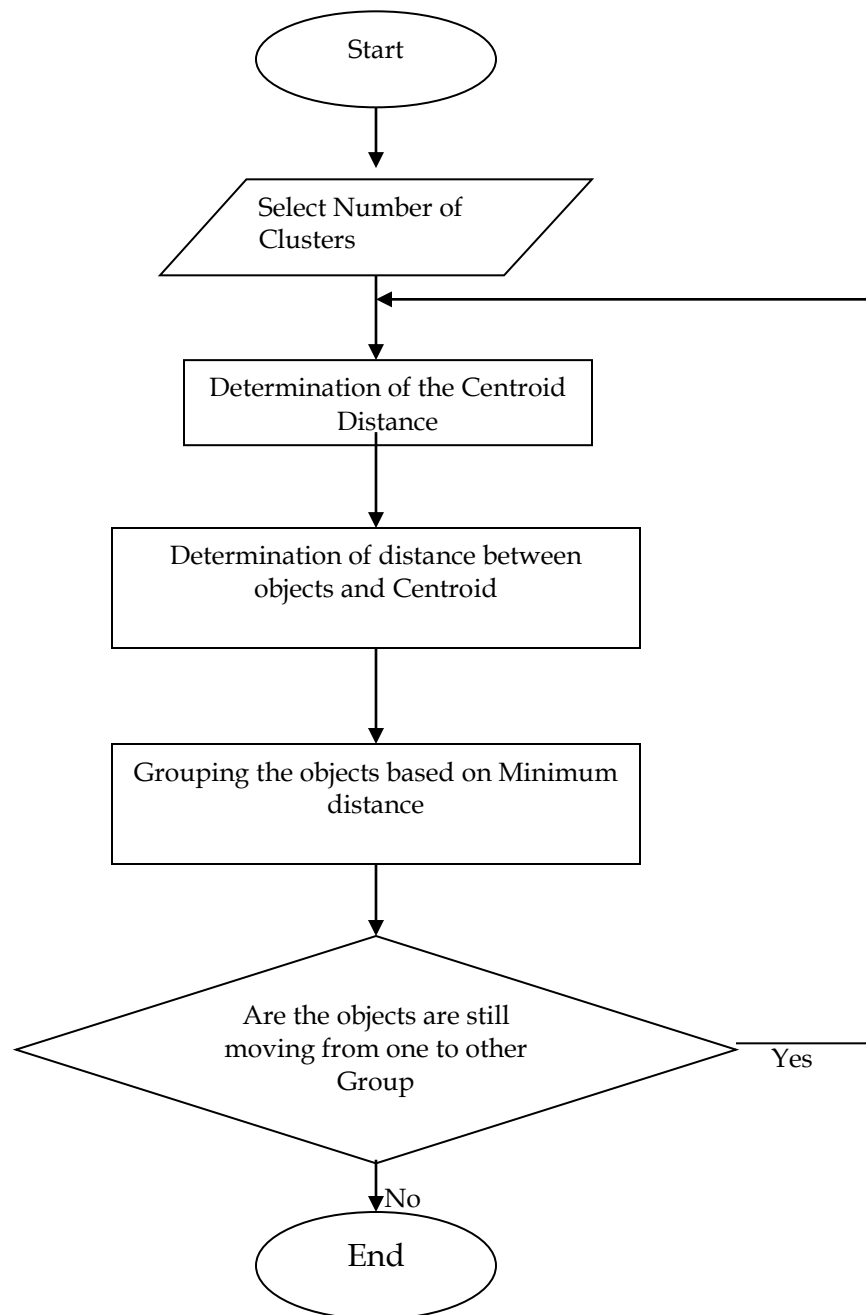 Start
Select Number of
Clusters
Determination of the Centroid
Distance
Determination of distance between
objects and Centroid
Grouping the objects based on Minimum
distance
Are the objects are still
moving from one to other
Group
Yes
No
End